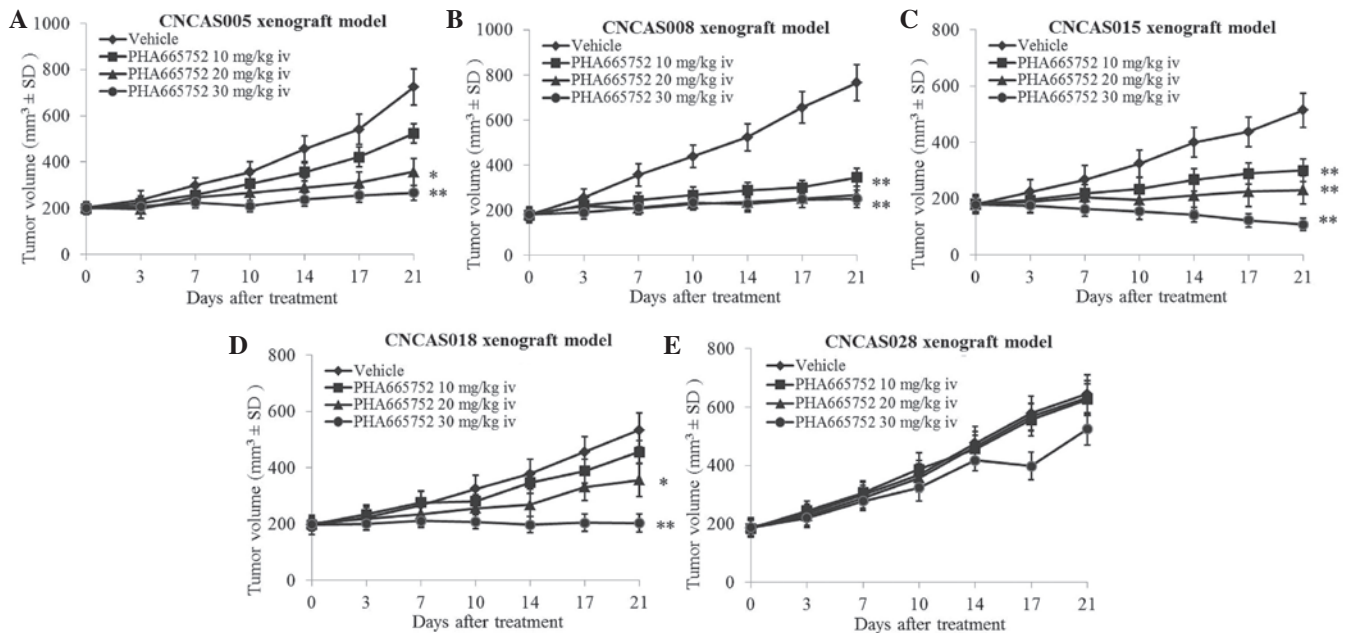 A
CNCAS005 xenograft model
Tumor volume (mm³ ± SD )
1000
800
600
400
200
0
Vehicle
PHA665752 10 mg/kg iv
PHA665752 20 mg/kg iv
PHA665752 30 mg/kg iv
*
**
0 3 7 10 14 17 21
Days after treatment
B
CNCAS008 xenograft model
Tumor volume (mm³ ± SD )
1000
800
600
400
200
0
Vehicle
PHA665752 10 mg/kg iv
PHA665752 20 mg/kg iv
PHA665752 30 mg/kg iv
**
**
0 3 7 10 14 17 21
Days after treatment
C
CNCAS015 xenograft model
Tumor volume (mm³ ± SD )
800
600
400
200
0
Vehicle
PHA665752 10 mg/kg iv
PHA665752 20 mg/kg iv
PHA665752 30 mg/kg iv
**
**
**
0 3 7 10 14 17 21
Days after treatment
D
CNCAS018 xenograft model
Tumor volume (mm³ ± SD )
800
600
400
200
0
Vehicle
PHA665752 10 mg/kg iv
PHA665752 20 mg/kg iv
PHA665752 30 mg/kg iv
*
**
0 3 7 10 14 17 21
Days after treatment
E
CNCAS028 xenograft model
Tumor volume (mm³ ± SD )
800
600
400
200
0
Vehicle
PHA665752 10 mg/kg iv
PHA665752 20 mg/kg iv
PHA665752 30 mg/kg iv
0 3 7 10 14 17 21
Days after treatment